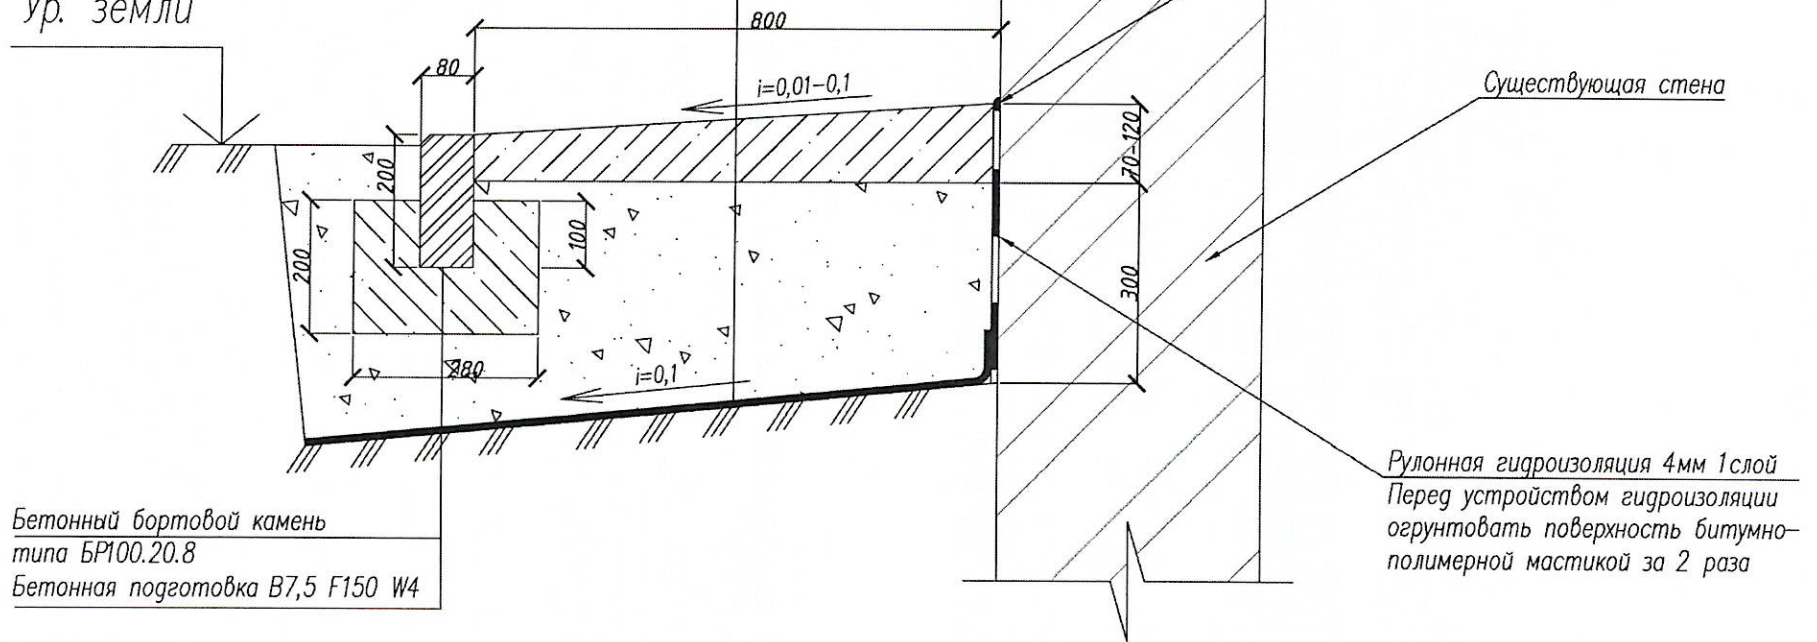 Ур. земли
800
80
i=0,01-0,1
Существующая стена
70-120
200
200
100
300
280
i=0,1
Рулонная гидроизоляция 4мм 1слой
Перед устройством гидроизоляции
огрунтовать поверхность битумно-
полимерной мастикой за 2 раза
Бетонный бортовой камень
типа БР100.20.8
Бетонная подготовка В7,5 F150 W4